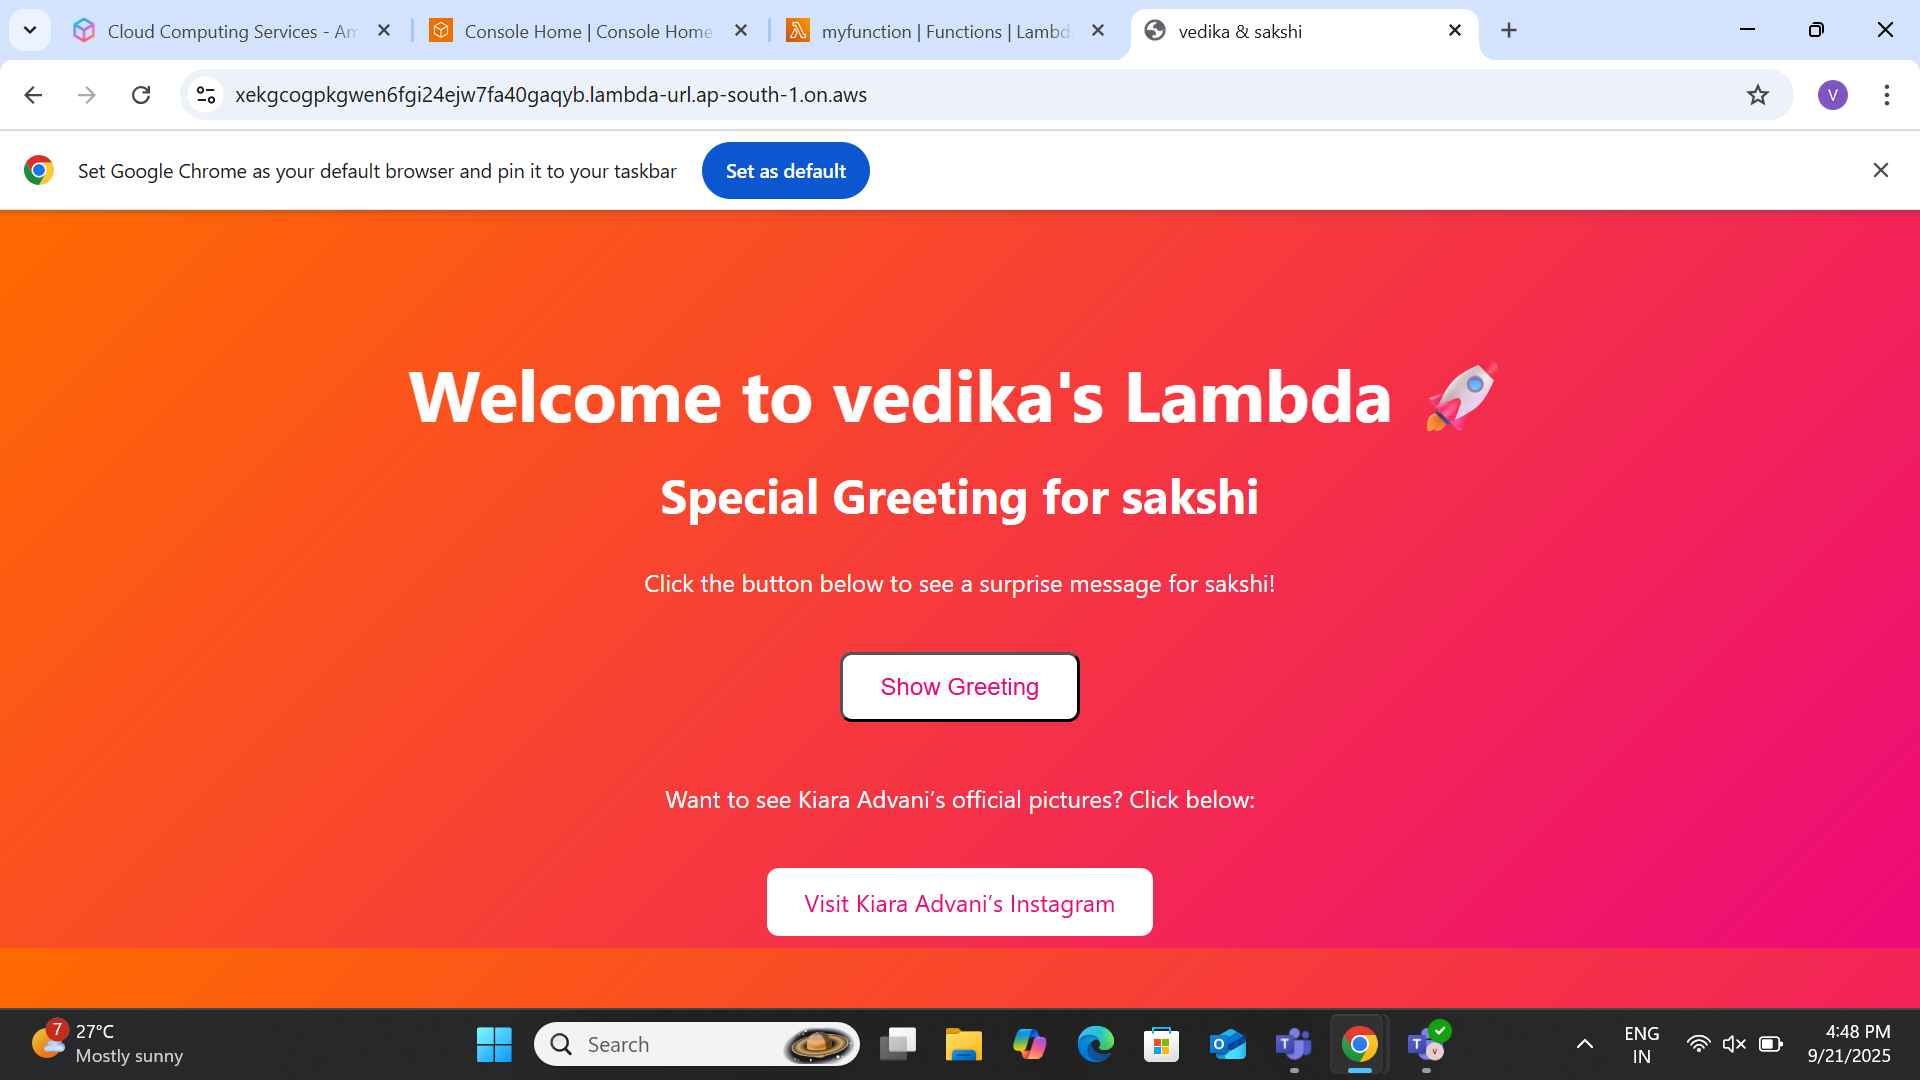 Cloud Computing Services - Am
Console Home | Console Home
myfunction | Functions | Lambd
vedika & sakshi
xekgcogpkgwen6fgi24ejw7fa40gaqyb.lambda-url.ap-south-1.on.aws
V
Set Google Chrome as your default browser and pin it to your taskbar
Set as default
Welcome to vedika's Lambda 🚀
Special Greeting for sakshi
Click the button below to see a surprise message for sakshi!
Show Greeting
Want to see Kiara Advani’s official pictures? Click below:
Visit Kiara Advani’s Instagram
7
27°C
Mostly sunny
Search
ENG
IN
4:48 PM
9/21/2025